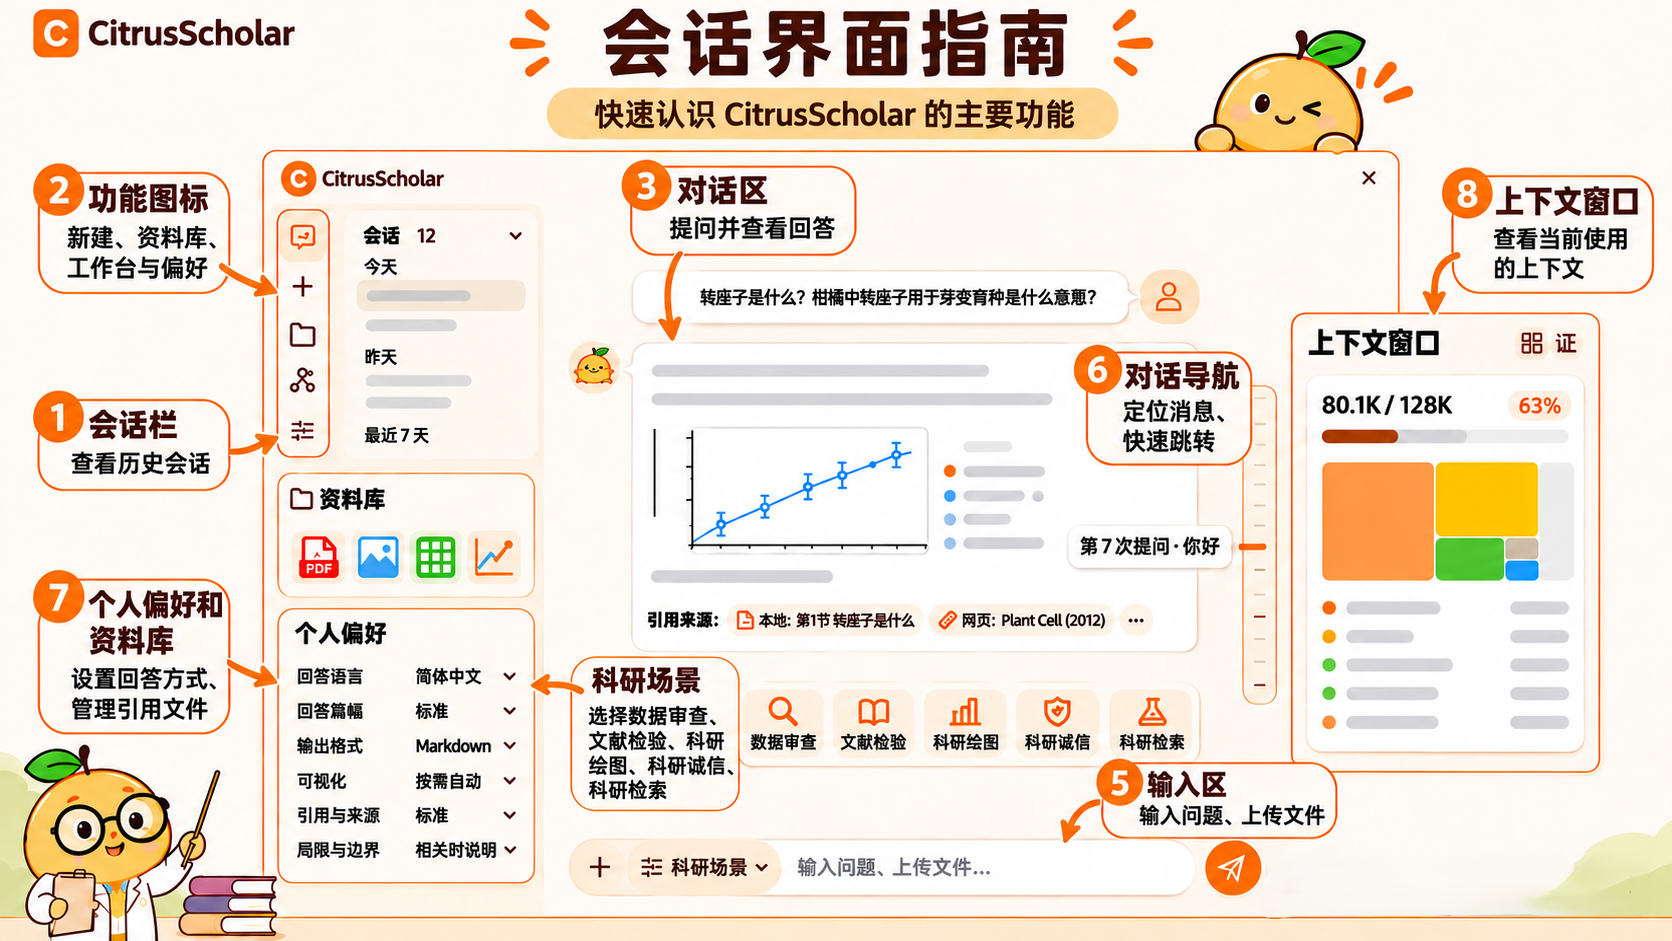 C CitrusScholar
会话界面指南
快速认识 CitrusScholar 的主要功能
2 功能图标
新建、资料库、
工作台与偏好
1 会话栏
查看历史会话
7 个人偏好和
资料库
设置回答方式、
管理引用文件
C CitrusScholar
会话 12
今天
昨天
最近 7 天
资料库
PDF
个人偏好
回答语言 简体中文
回答篇幅 标准
输出格式 Markdown
可视化 按需自动
引用与来源 标准
局限与边界 相关时说明
3 对话区
提问并查看回答
转座子是什么？柑橘中转座子用于芽变育种是什么意思？
6 对话导航
定位消息、
快速跳转
第 7 次提问 · 你好
引用来源： 本地: 第1节 转座子是什么 网页: Plant Cell (2012) ···
科研场景
选择数据审查、
文献检验、科研
绘图、科研诚信、
科研检索
数据审查 文献检验 科研绘图 科研诚信 科研检索
5 输入区
输入问题、上传文件
科研场景 输入问题、上传文件...
8 上下文窗口
查看当前使用
的上下文
上下文窗口 证
80.1K / 128K 63%